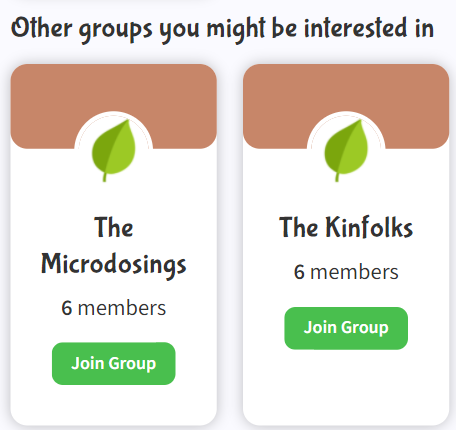 Other groups you might be interested in
The
Microdosings
6 members
Join Group
The Kinfolks
6 members
Join Group